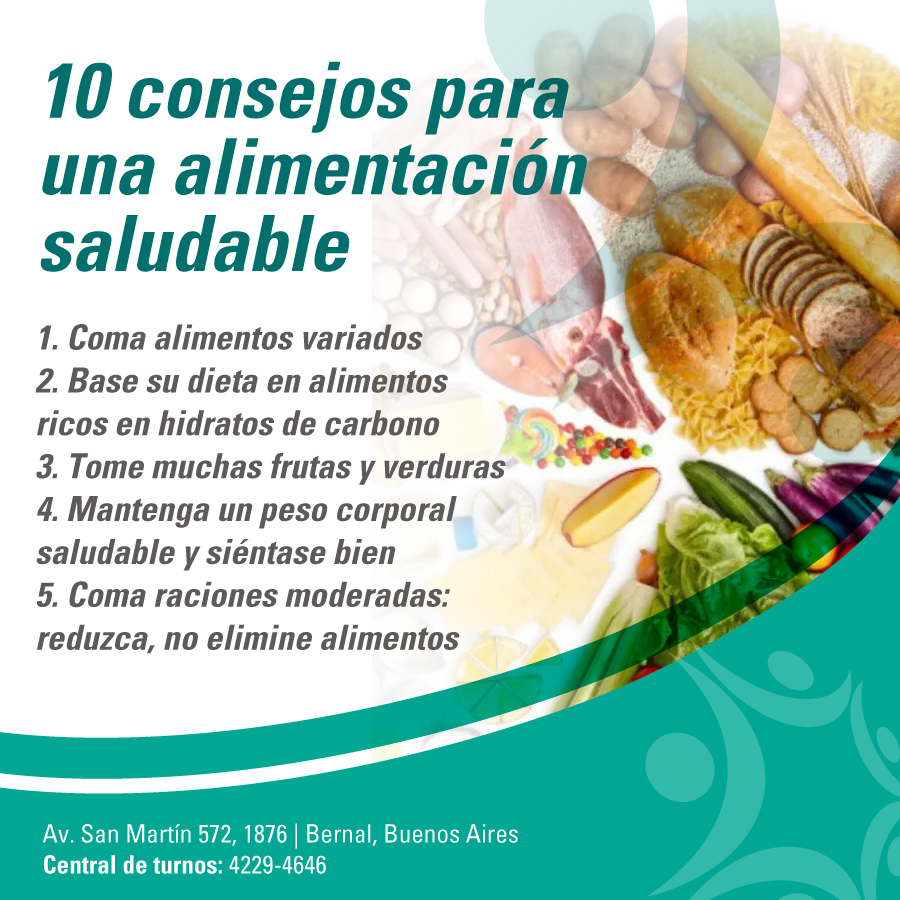 10 consejos para
una alimentación
saludable
1. Coma alimentos variados
2. Base su dieta en alimentos
ricos en hidratos de carbono
3. Tome muchas frutas y verduras
4. Mantenga un peso corporal
saludable y siéntase bien
5. Coma raciones moderadas:
reduzca, no elimine alimentos
Av. San Martín 572, 1876 | Bernal, Buenos Aires
Central de turnos: 4229-4646